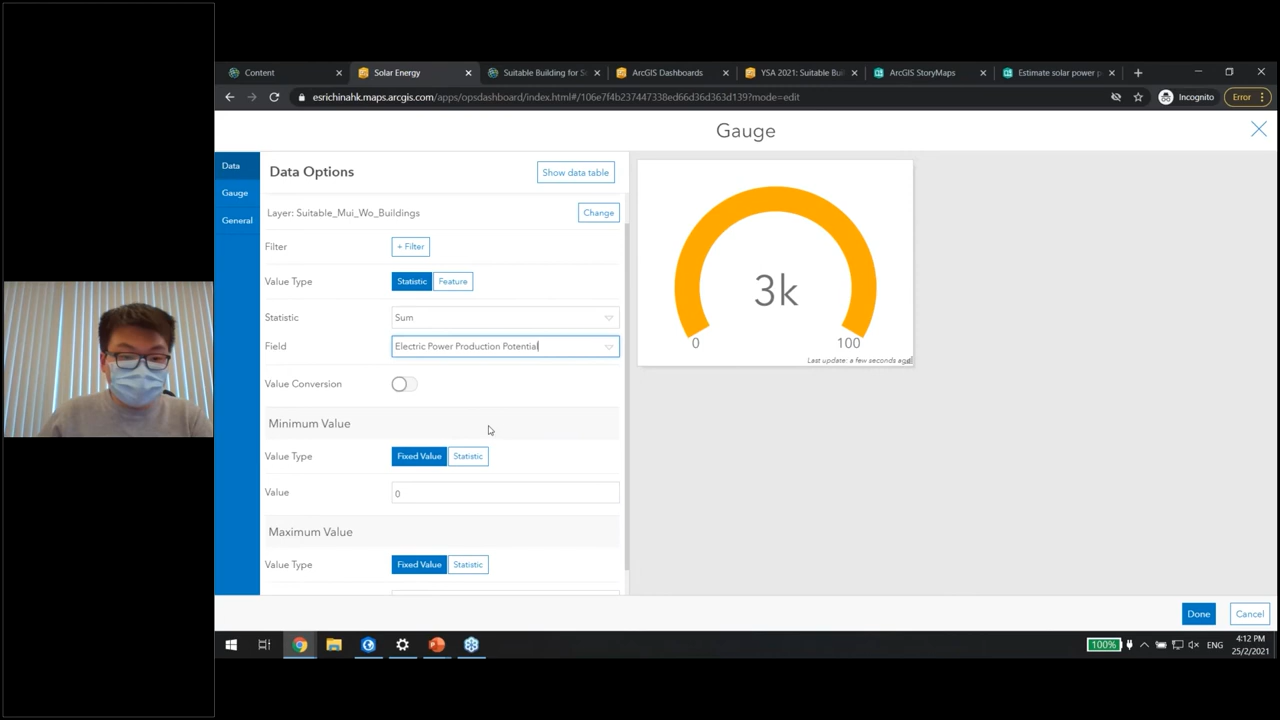 Content
Solar Energy
Suitable Building for S
ArcGIS Dashboards
YSA 2021: Suitable Bui
ArcGIS StoryMaps
Estimate solar power p
esrichinahk.maps.arcgis.com/apps/opsdashboard/index.html#/106e7f4b237447338ed66d36d363d139?mode=edit
Incognito
Error
Gauge
Data
Gauge
General
Data Options
Show data table
Layer: Suitable_Mui_Wo_Buildings
Change
Filter
+ Filter
Value Type
Statistic
Feature
Statistic
Sum
Field
Electric Power Production Potential
Value Conversion
Minimum Value
Value Type
Fixed Value
Statistic
Value
0
Maximum Value
Value Type
Fixed Value
Statistic
3k
0
100
Last update: a few seconds ago
Done
Cancel
100%
ENG
4:12 PM
25/2/2021